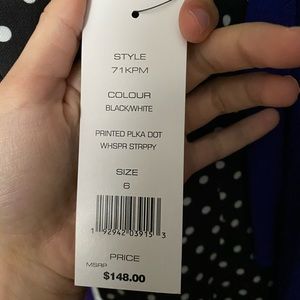 STYLE
71KPM
COLOUR
BLACK/WHITE
PRINTED PLKA DOT
WHSPR STRPPY
SIZE
6
1 92942 03915 3
PRICE
MSRP
$148.00